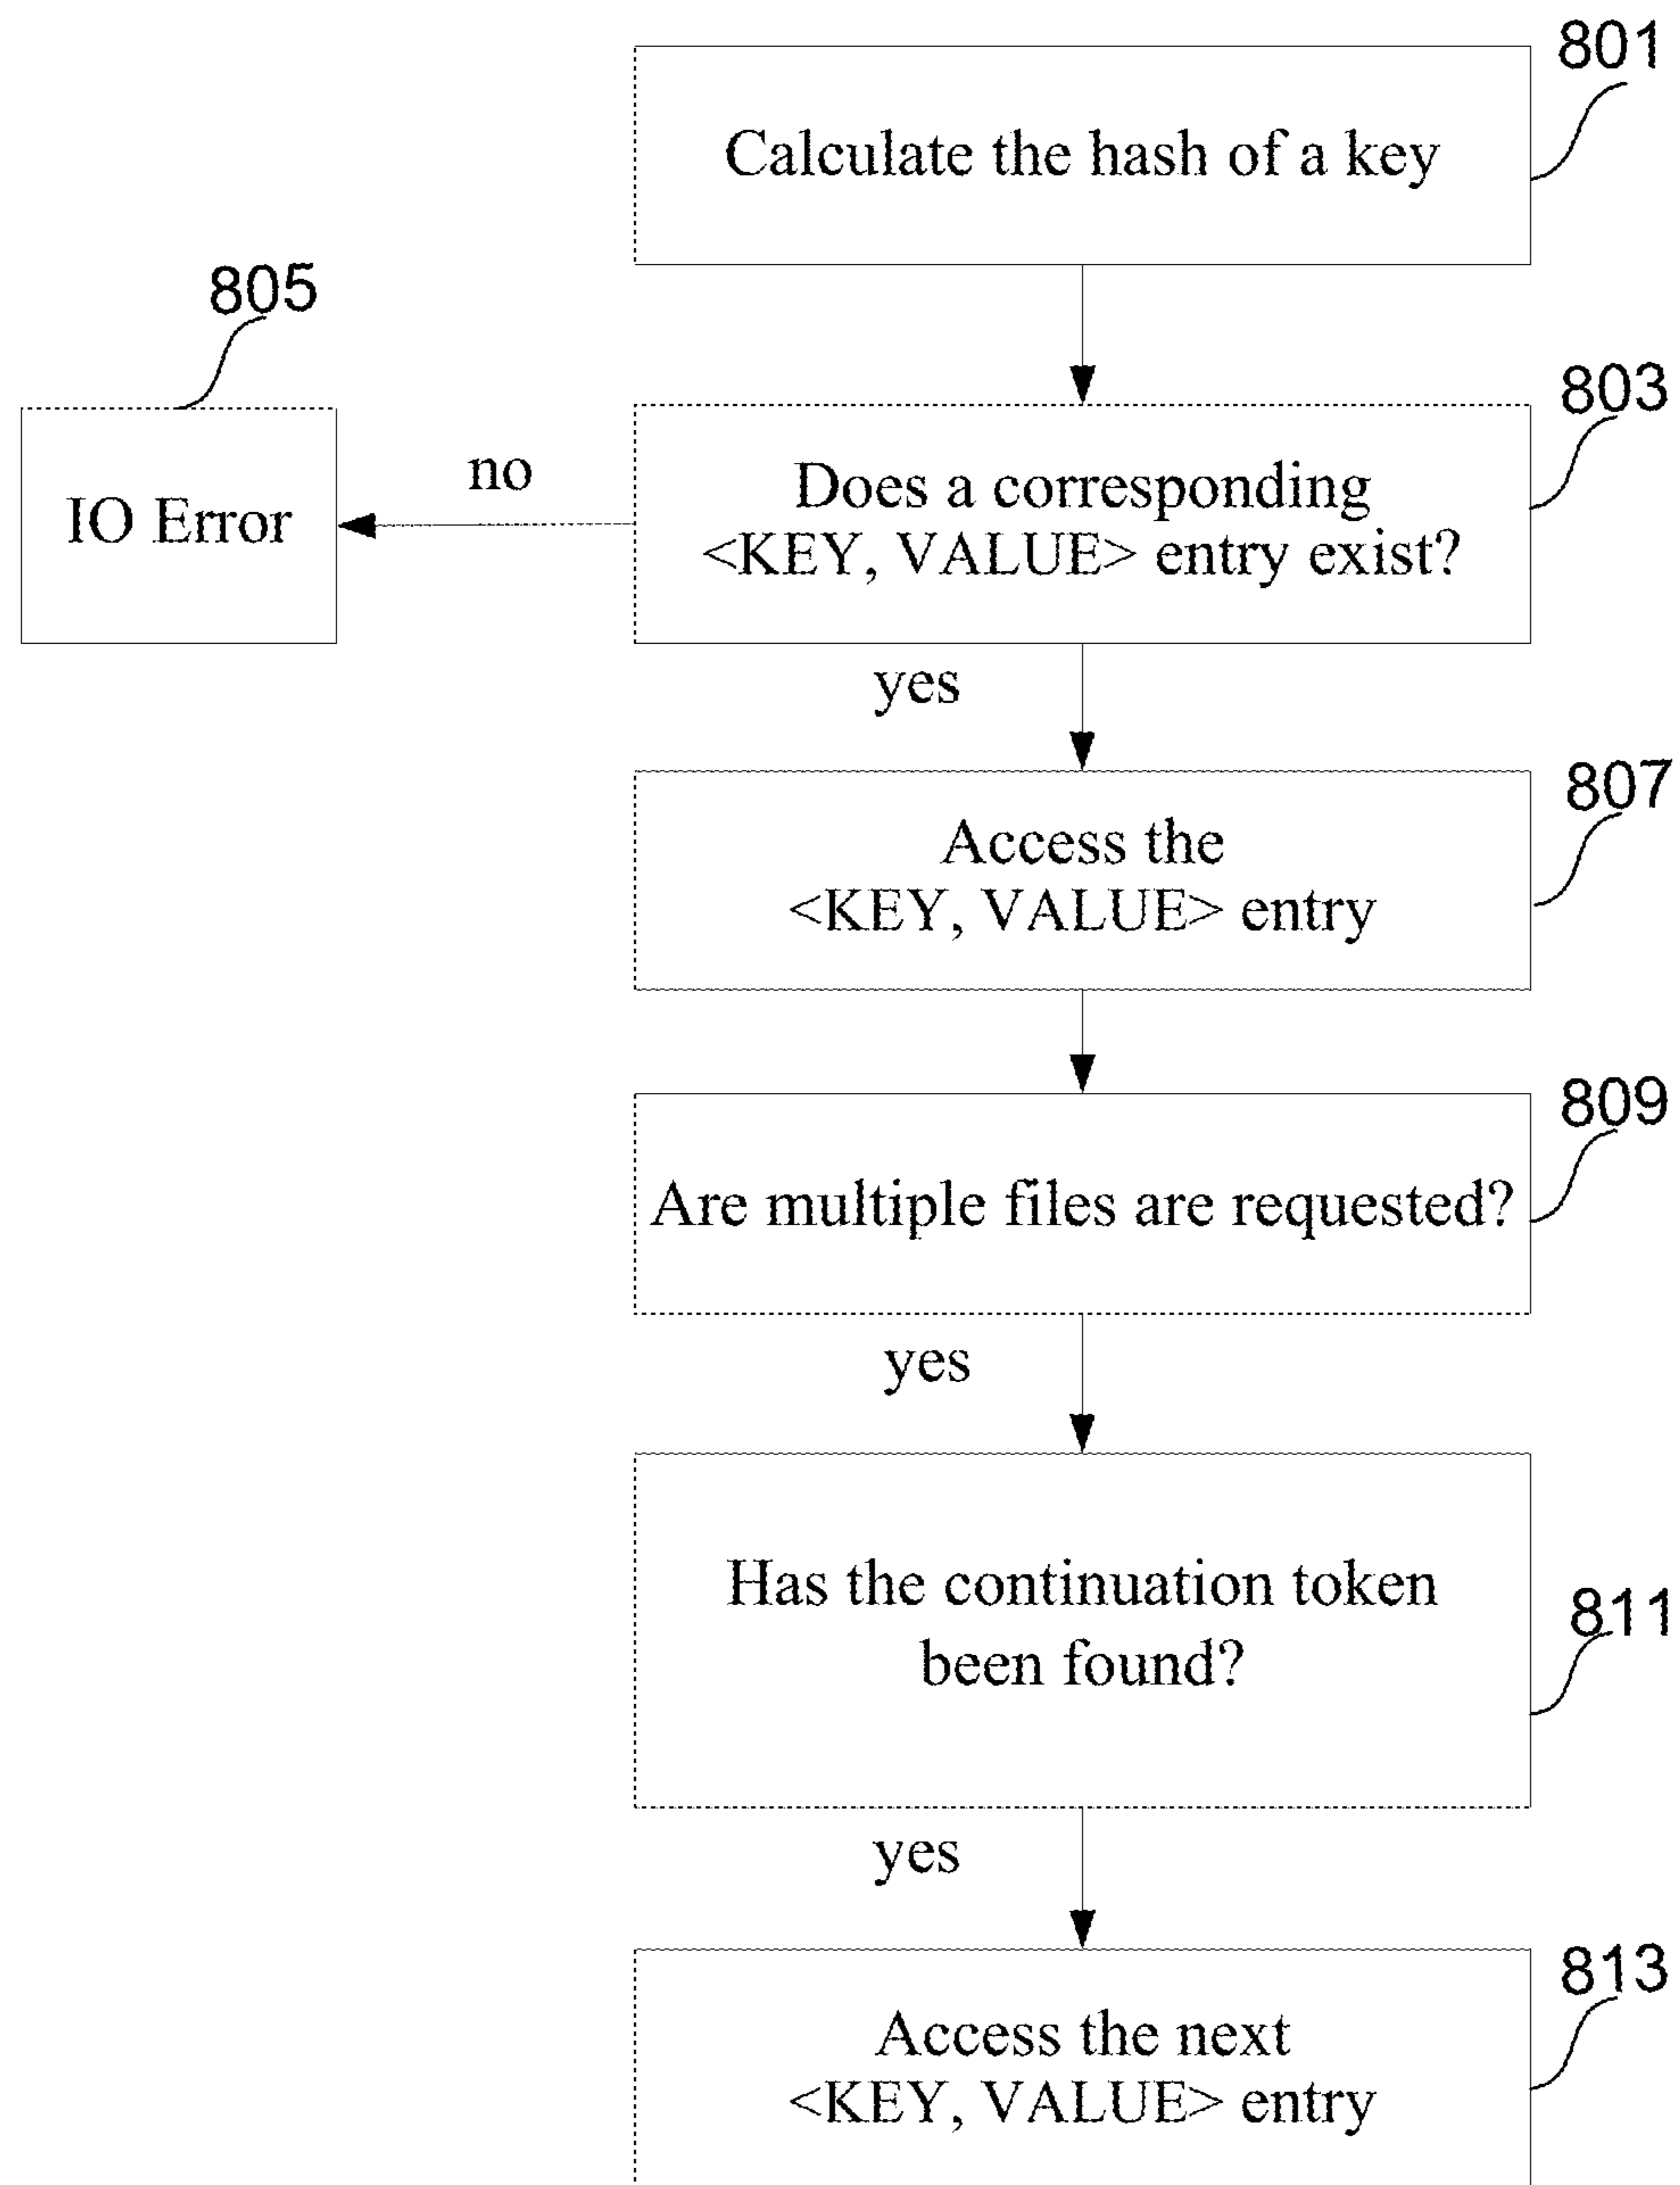 801
Calculate the hash of a key
805
803
IO Error
no
Does a corresponding
<KEY, VALUE> entry exist?
yes
807
Access the
<KEY, VALUE> entry
809
Are multiple files are requested?
yes
Has the continuation token
been found?
811
yes
813
Access the next
<KEY, VALUE> entry